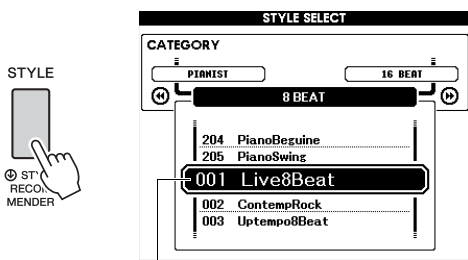 STYLE SELECT
CATEGORY
PIANIST
16 BEAT
8 BEAT
204 PianoBeguine
205 PianoSwing
001 Live8Beat
002 ContempRock
003 Uptempo8Beat
STYLE
MENDER